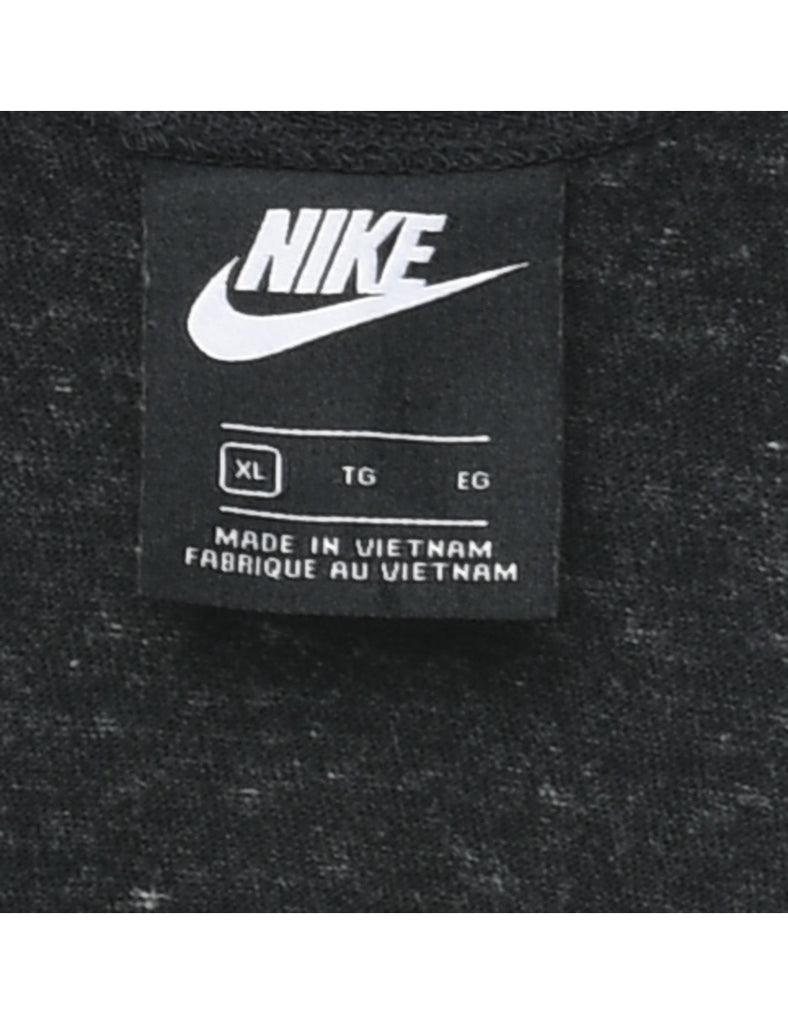 NIKE
XL TG EG
MADE IN VIETNAM
FABRIQUE AU VIETNAM